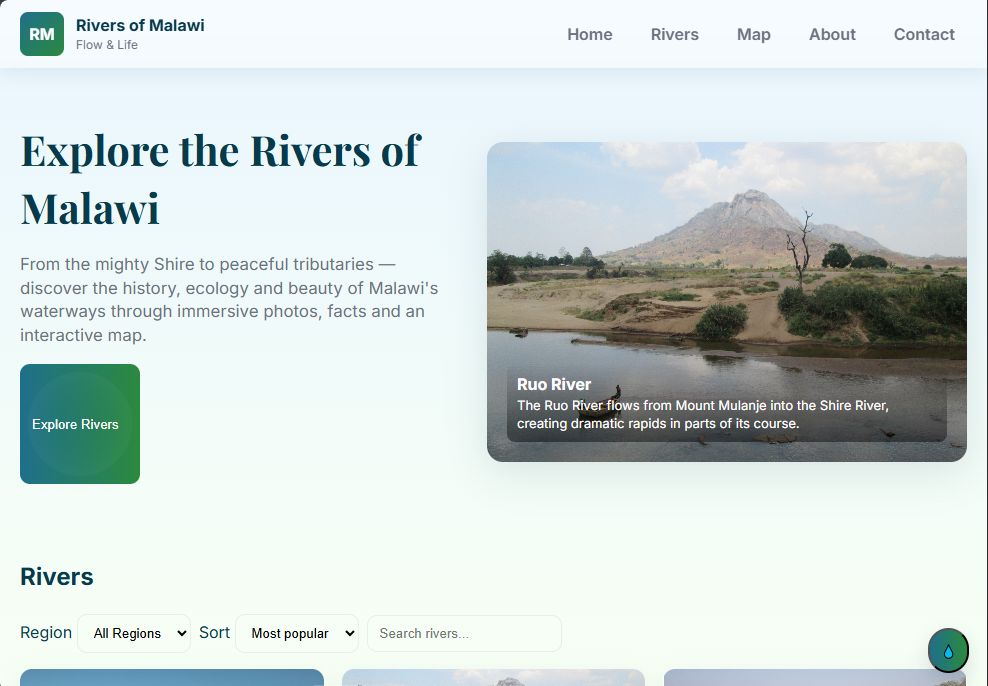 RM
Rivers of Malawi
Flow & Life
Home
Rivers
Map
About
Contact
Explore the Rivers of
Malawi
From the mighty Shire to peaceful tributaries —
discover the history, ecology and beauty of Malawi's
waterways through immersive photos, facts and an
interactive map.
Explore Rivers
Ruo River
The Ruo River flows from Mount Mulanje into the Shire River,
creating dramatic rapids in parts of its course.
Rivers
Region
All Regions
Sort
Most popular
Search rivers...